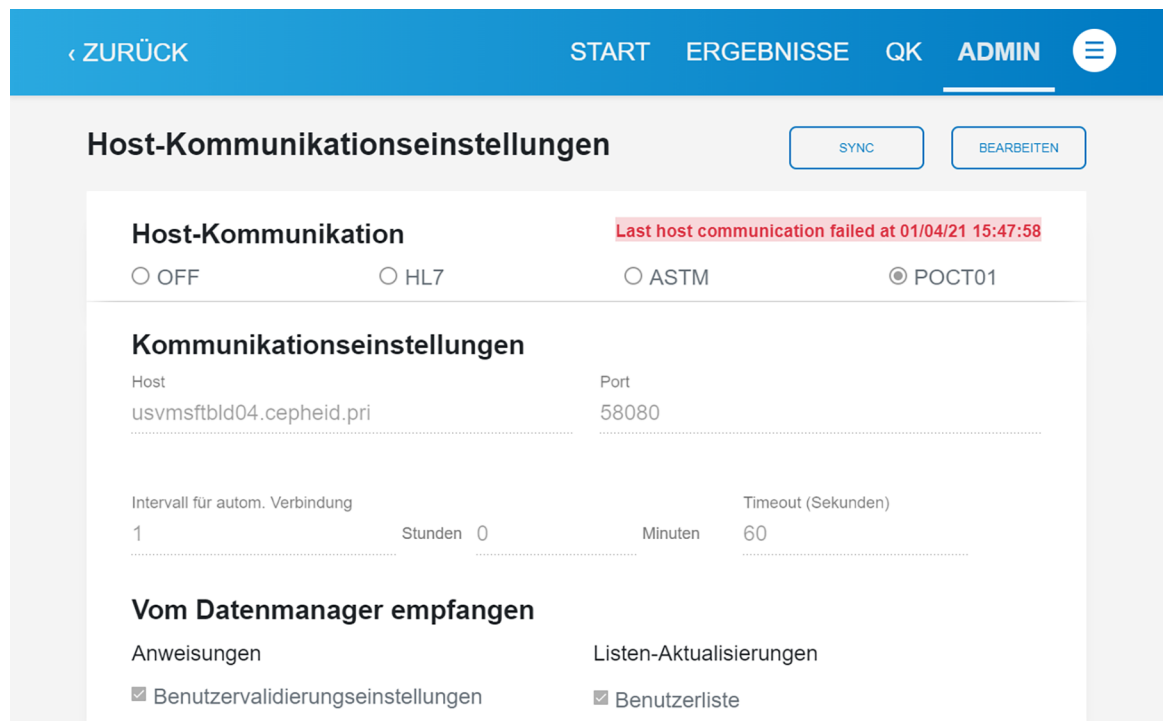 ‹ ZURÜCK START ERGEBNISSE QK ADMIN
Host-Kommunikationseinstellungen SYNC BEARBEITEN
Host-Kommunikation Last host communication failed at 01/04/21 15:47:58
OFF HL7 ASTM POCT01
Kommunikationseinstellungen
Host Port
usvmsftbld04.cepheid.pri 58080
Intervall für autom. Verbindung Timeout (Sekunden)
1 Stunden 0 Minuten 60
Vom Datenmanager empfangen
Anweisungen Listen-Aktualisierungen
Benutzervalidierungseinstellungen Benutzerliste